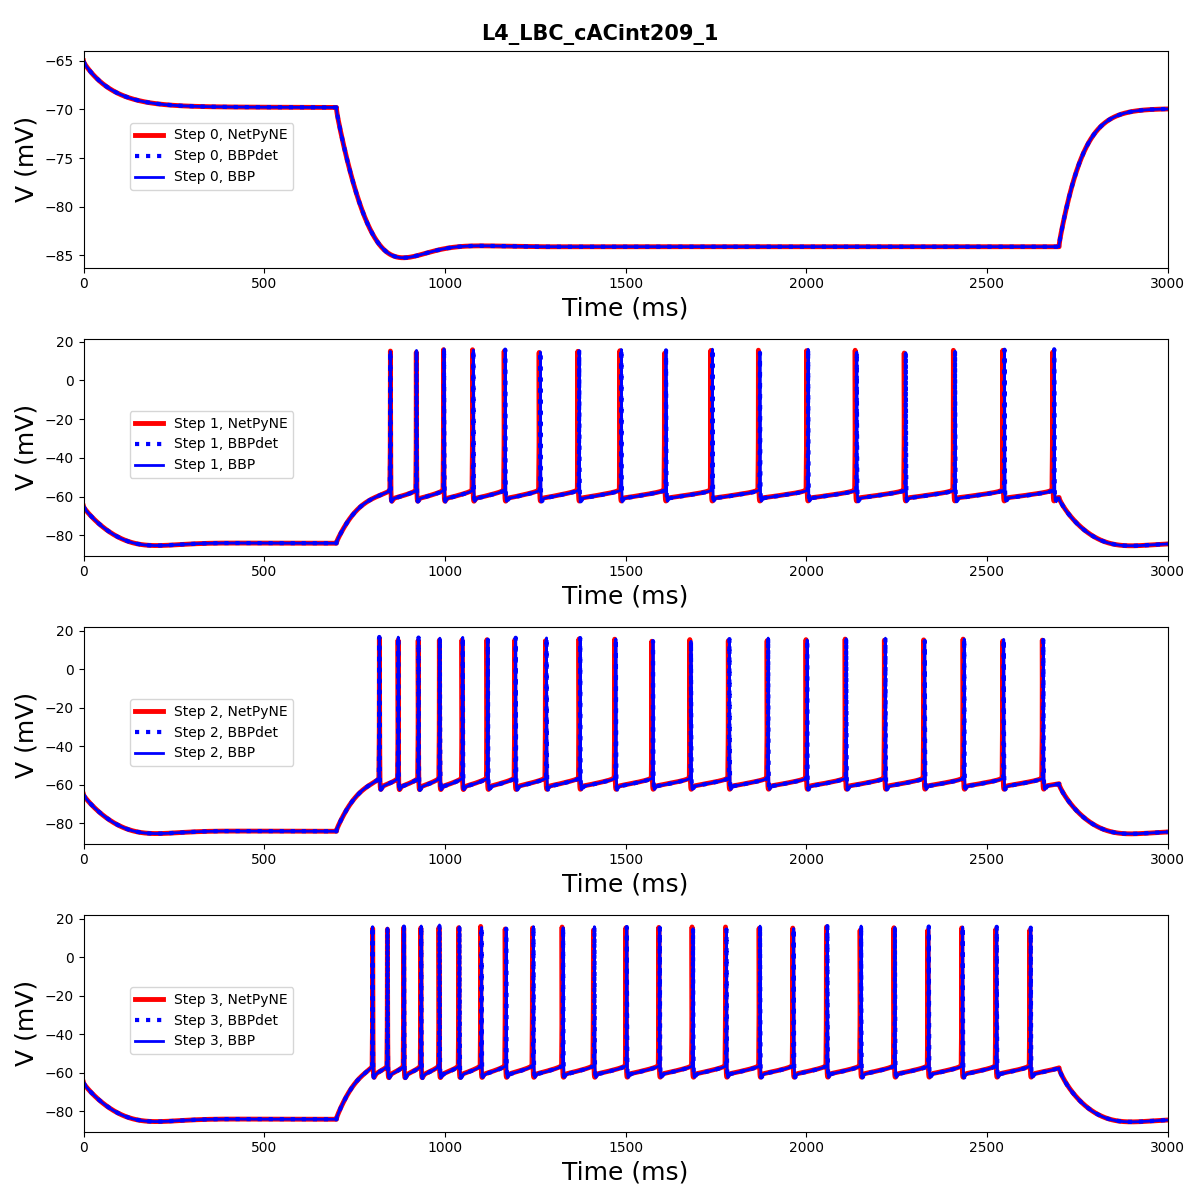 L4_LBC_cACint209_1
V (mV)
−65
−70
−75
−80
−85
Step 0, NetPyNE
Step 0, BBPdet
Step 0, BBP
0 500 1000 1500 2000 2500 3000
Time (ms)
V (mV)
20
0
−20
−40
−60
−80
Step 1, NetPyNE
Step 1, BBPdet
Step 1, BBP
0 500 1000 1500 2000 2500 3000
Time (ms)
V (mV)
20
0
−20
−40
−60
−80
Step 2, NetPyNE
Step 2, BBPdet
Step 2, BBP
0 500 1000 1500 2000 2500 3000
Time (ms)
V (mV)
20
0
−20
−40
−60
−80
Step 3, NetPyNE
Step 3, BBPdet
Step 3, BBP
0 500 1000 1500 2000 2500 3000
Time (ms)